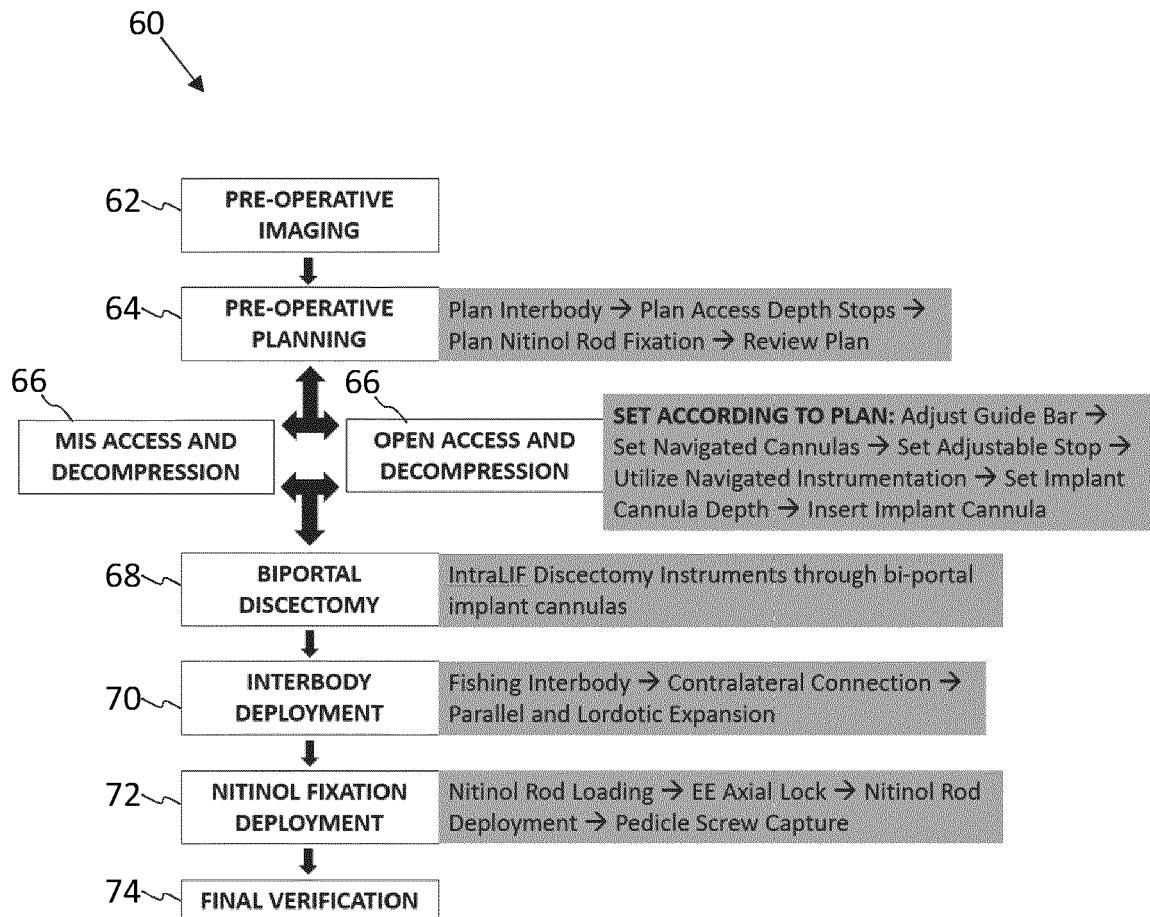 60
62
PRE-OPERATIVE
IMAGING
64
PRE-OPERATIVE
PLANNING
Plan Interbody → Plan Access Depth Stops →
Plan Nitinol Rod Fixation → Review Plan
66
MIS ACCESS AND
DECOMPRESSION
66
OPEN ACCESS AND
DECOMPRESSION
SET ACCORDING TO PLAN: Adjust Guide Bar →
Set Navigated Cannulas → Set Adjustable Stop →
Utilize Navigated Instrumentation → Set Implant
Cannula Depth → Insert Implant Cannula
68
BIPORTAL
DISCECTOMY
IntraLIF Discectomy Instruments through bi-portal
implant cannulas
70
INTERBODY
DEPLOYMENT
Fishing Interbody → Contralateral Connection →
Parallel and Lordotic Expansion
72
NITINOL FIXATION
DEPLOYMENT
Nitinol Rod Loading → EE Axial Lock → Nitinol Rod
Deployment → Pedicle Screw Capture
74
FINAL VERIFICATION